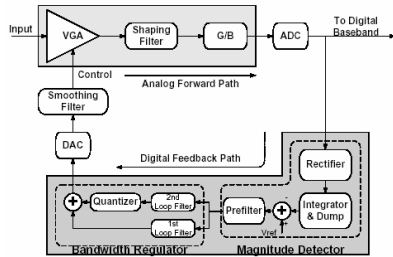 Input
VGA
Shaping
Filter
G/B
ADC
To Digital
Baseband
Control
Analog Forward Path
Smoothing
Filter
DAC
Digital Feedback Path
Rectifier
Integrator
& Dump
Quantizer
2nd
Loop Filter
1st
Loop Filter
Prefilter
-
+
Vref
Bandwidth Regulator
Magnitude Detector